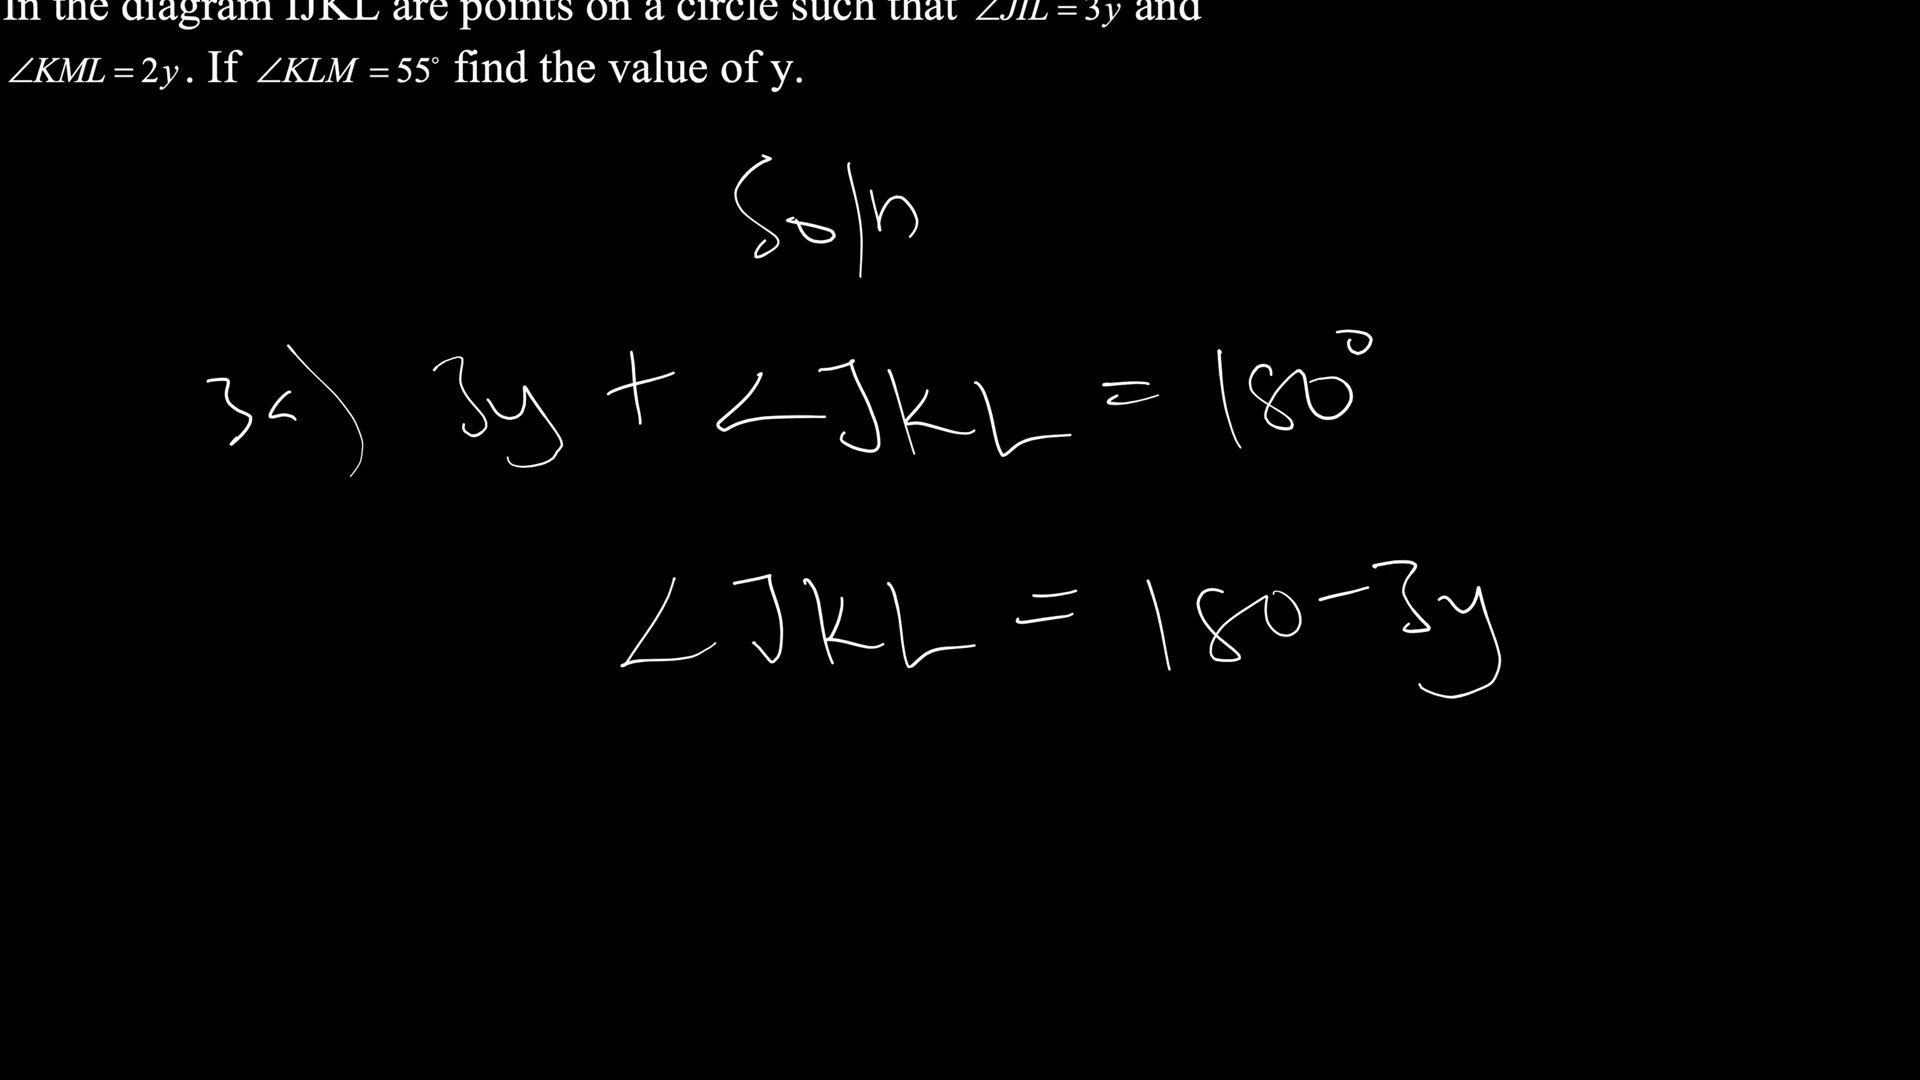 In the diagram IJKL are points on a circle such that ∠JIL = 3y and
∠KML = 2y. If ∠KLM = 55° find the value of y.
Soln
3a) 3y + ∠JKL = 180°
∠JKL = 180 - 3y